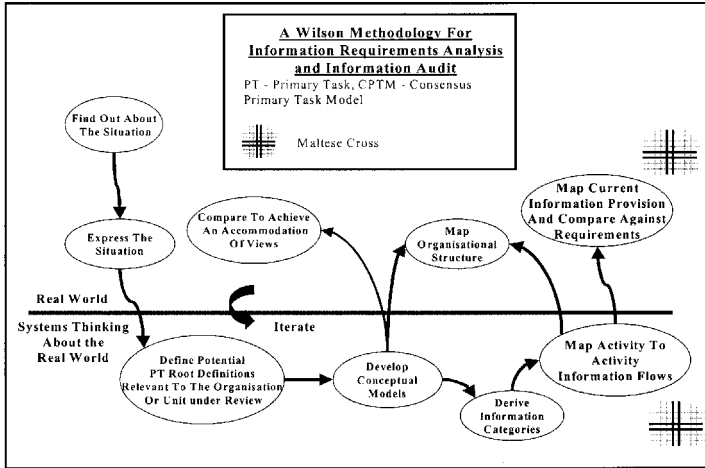 A Wilson Methodology For
Information Requirements Analysis
and Information Audit
PT - Primary Task, CPTM - Consensus
Primary Task Model
Maltese Cross
Find Out About
The Situation
Express The
Situation
Compare To Achieve
An Accommodation
Of Views
Map
Organisational
Structure
Map Current
Information Provision
And Compare Against
Requirements
Real World
Iterate
Systems Thinking
About the
Real World
Define Potential
PT Root Definitions
Relevant To The Organisation
Or Unit under Review
Develop
Conceptual
Models
Derive
Information
Categories
Map Activity To
Activity
Information Flows